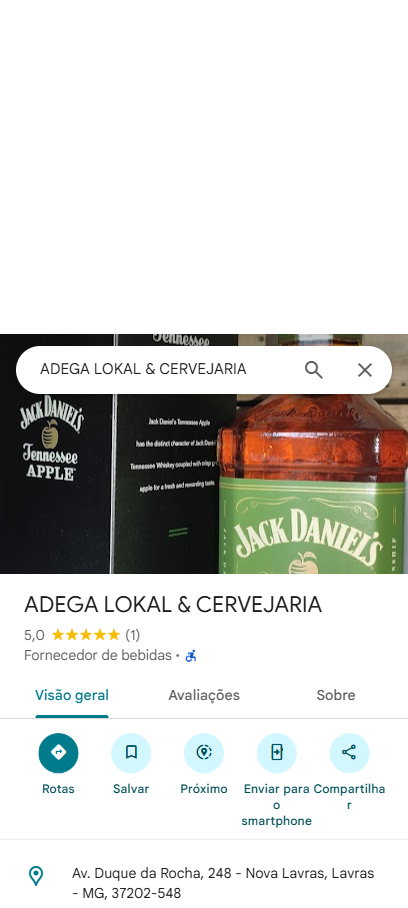 Tennessee
ADEGA LOKAL & CERVEJARIA
JACK DANIEL'S
Tennessee
APPLE
Jack Daniel's Tennessee Apple
has the distinct character of Jack Daniel
Tennessee Whiskey coupled with crisp g
apple for a fresh and rewarding taste.
JACK DANIEL'S
ADEGA LOKAL & CERVEJARIA
5,0 ★★★★★ (1)
Fornecedor de bebidas •
Visão geral
Avaliações
Sobre
Rotas
Salvar
Próximo
Enviar para
o
smartphone
Compartilha
r
Av. Duque da Rocha, 248 - Nova Lavras, Lavras
- MG, 37202-548